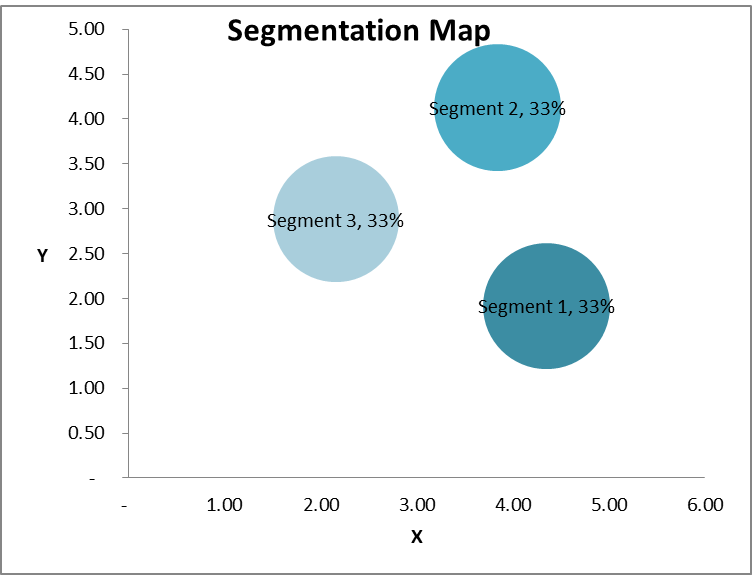 Segmentation Map
5.00
4.50
4.00
3.50
3.00
2.50
2.00
1.50
1.00
0.50
-
Y
Segment 2, 33%
Segment 3, 33%
Segment 1, 33%
- 1.00 2.00 3.00 4.00 5.00 6.00
X